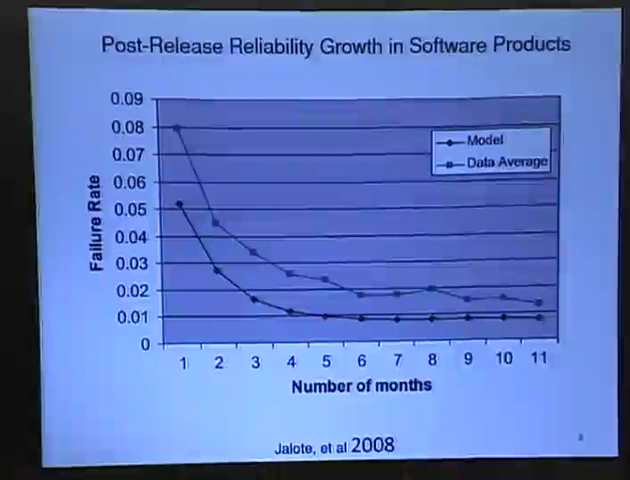 Post-Release Reliability Growth in Software Products
0.09
0.08
0.07
0.06
0.05
0.04
0.03
0.02
0.01
0
Failure Rate
Model
Data Average
1 2 3 4 5 6 7 8 9 10 11
Number of months
Jalote, et al 2008